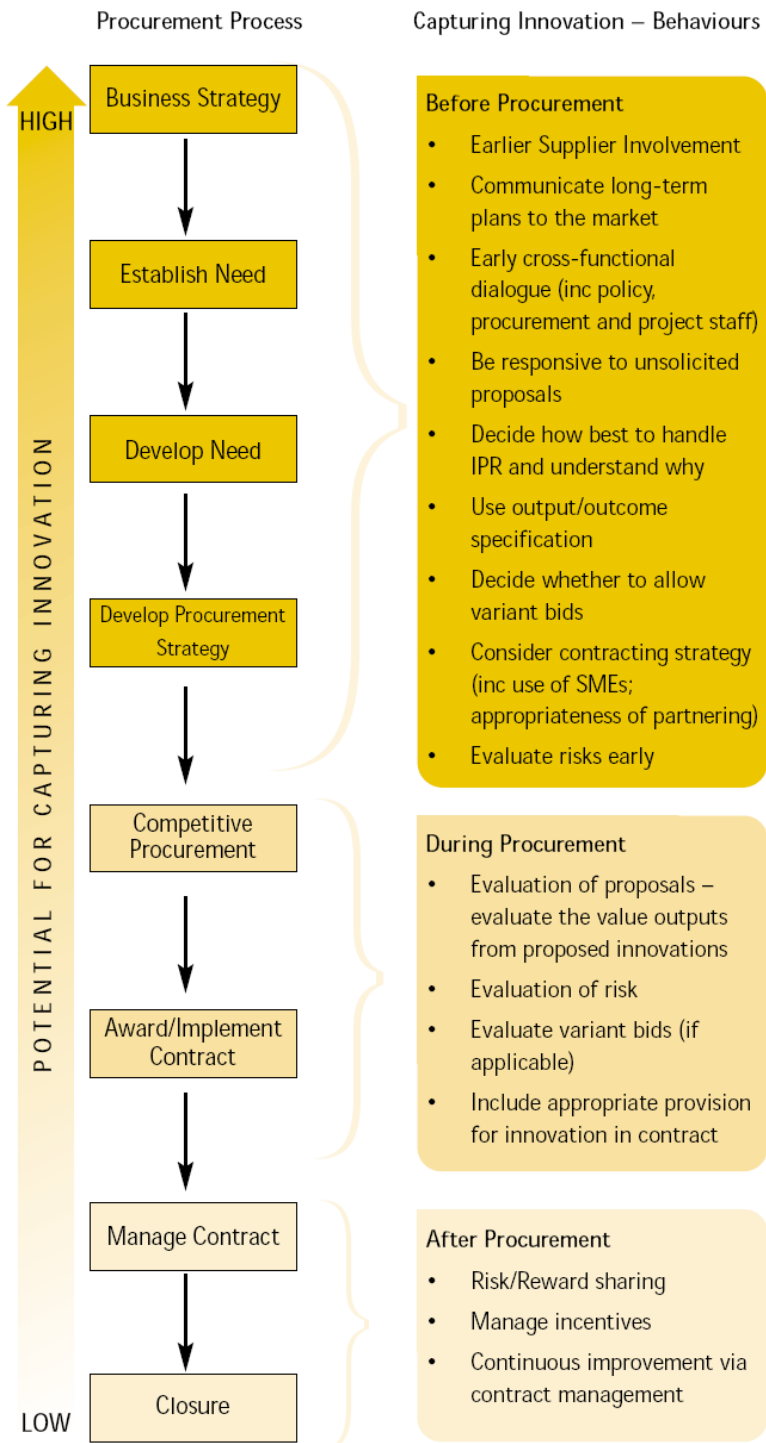 Procurement Process
Capturing Innovation – Behaviours
HIGH
POTENTIAL FOR CAPTURING INNOVATION
LOW
Business Strategy
Establish Need
Develop Need
Develop Procurement
Strategy
Competitive
Procurement
Award/Implement
Contract
Manage Contract
Closure
Before Procurement
• Earlier Supplier Involvement
• Communicate long-term
plans to the market
• Early cross-functional
dialogue (inc policy,
procurement and project staff)
• Be responsive to unsolicited
proposals
• Decide how best to handle
IPR and understand why
• Use output/outcome
specification
• Decide whether to allow
variant bids
• Consider contracting strategy
(inc use of SMEs;
appropriateness of partnering)
• Evaluate risks early
During Procurement
• Evaluation of proposals –
evaluate the value outputs
from proposed innovations
• Evaluation of risk
• Evaluate variant bids (if
applicable)
• Include appropriate provision
for innovation in contract
After Procurement
• Risk/Reward sharing
• Manage incentives
• Continuous improvement via
contract management